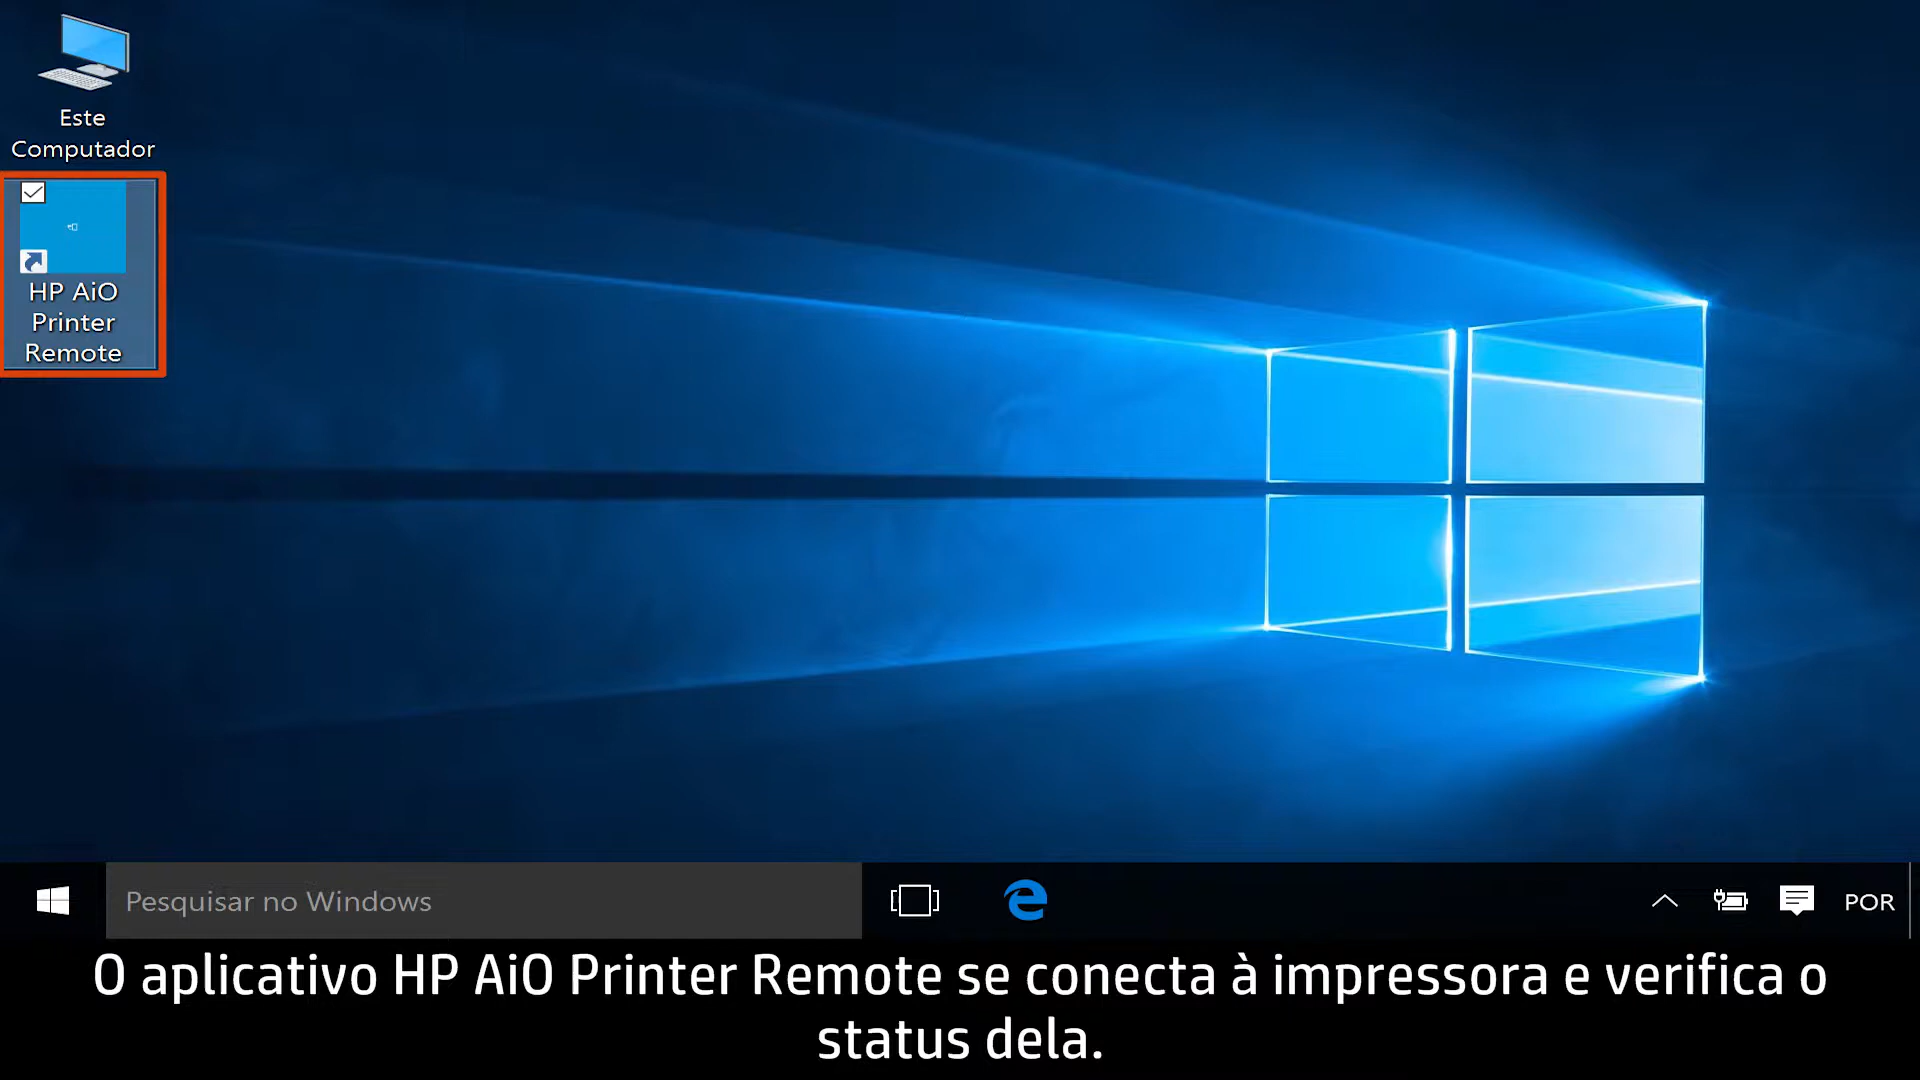 Este
Computador
HP AiO
Printer
Remote
Pesquisar no Windows
POR
O aplicativo HP AiO Printer Remote se conecta à impressora e verifica o
status dela.